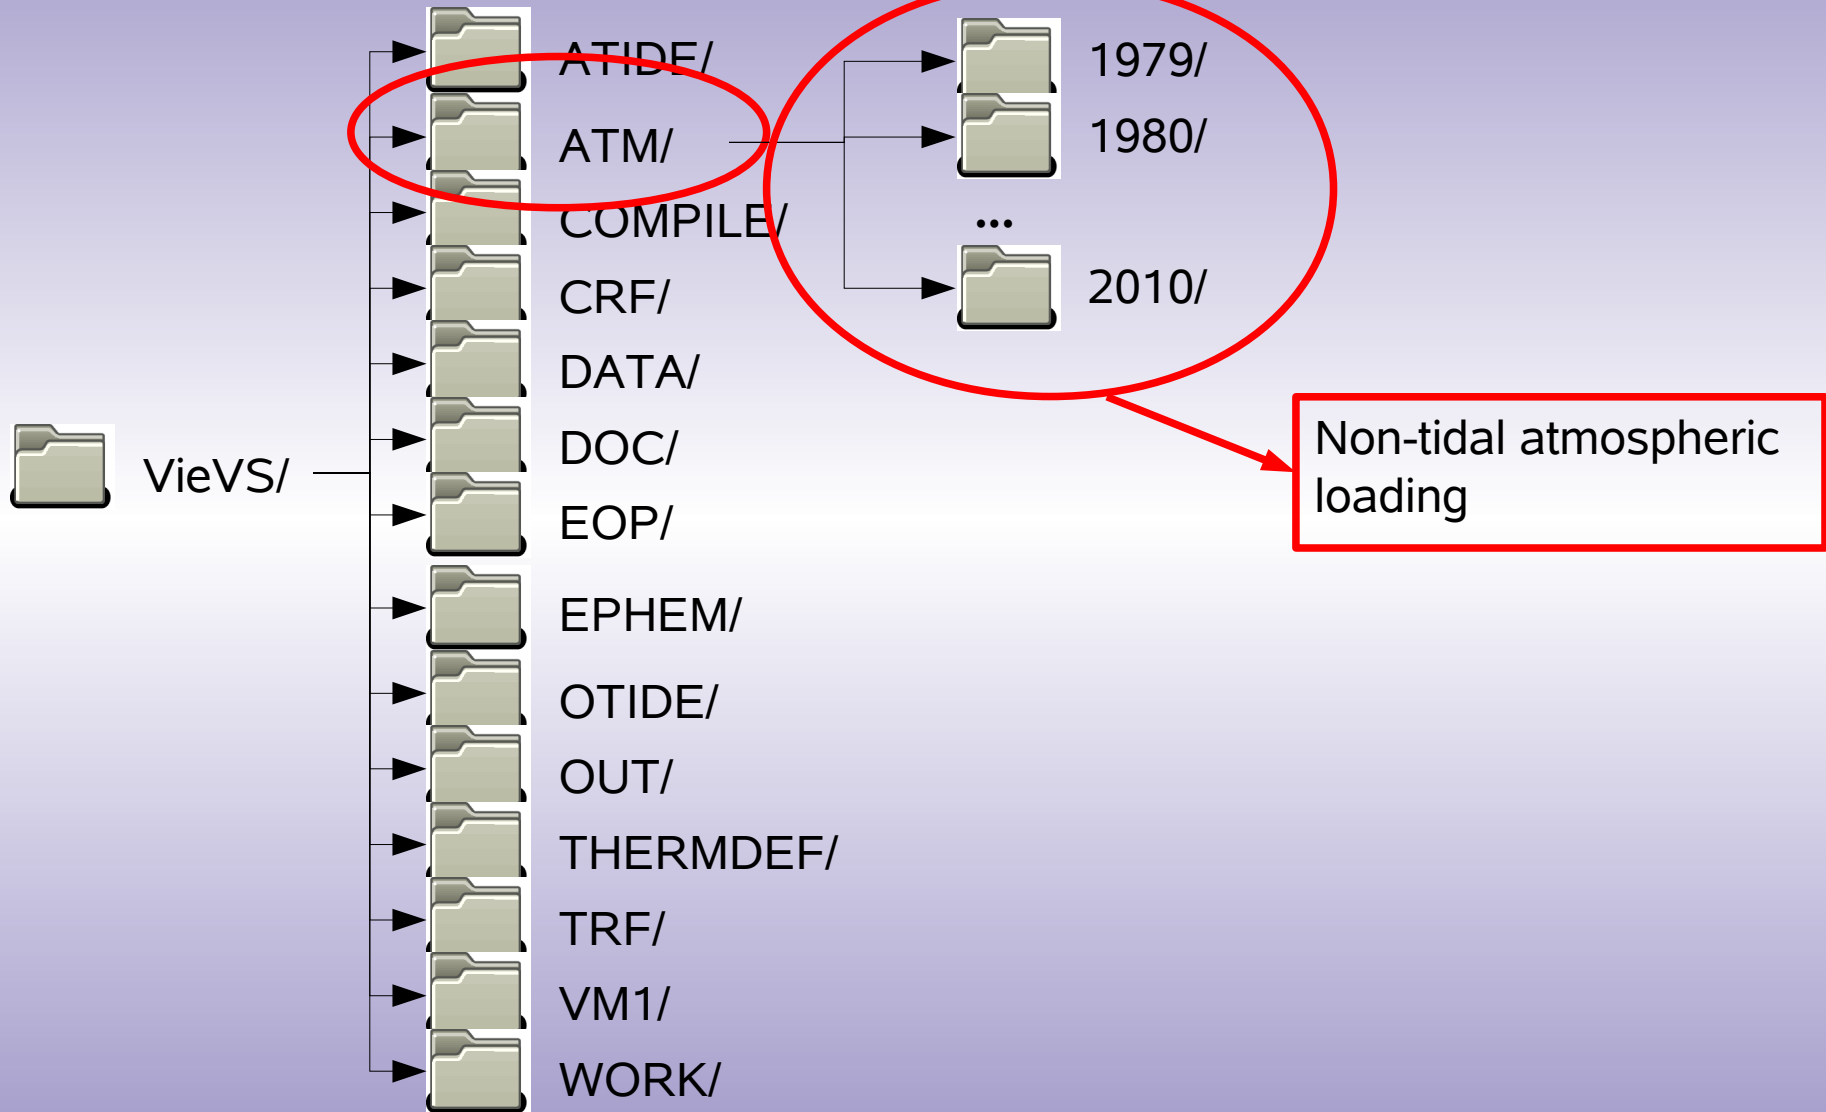 VieVS/
ATIDE/
ATM/
COMPILE/
CRF/
DATA/
DOC/
EOP/
EPHEM/
OTIDE/
OUT/
THERMDEF/
TRF/
VM1/
WORK/
1979/
1980/
...
2010/
Non-tidal atmospheric
loading